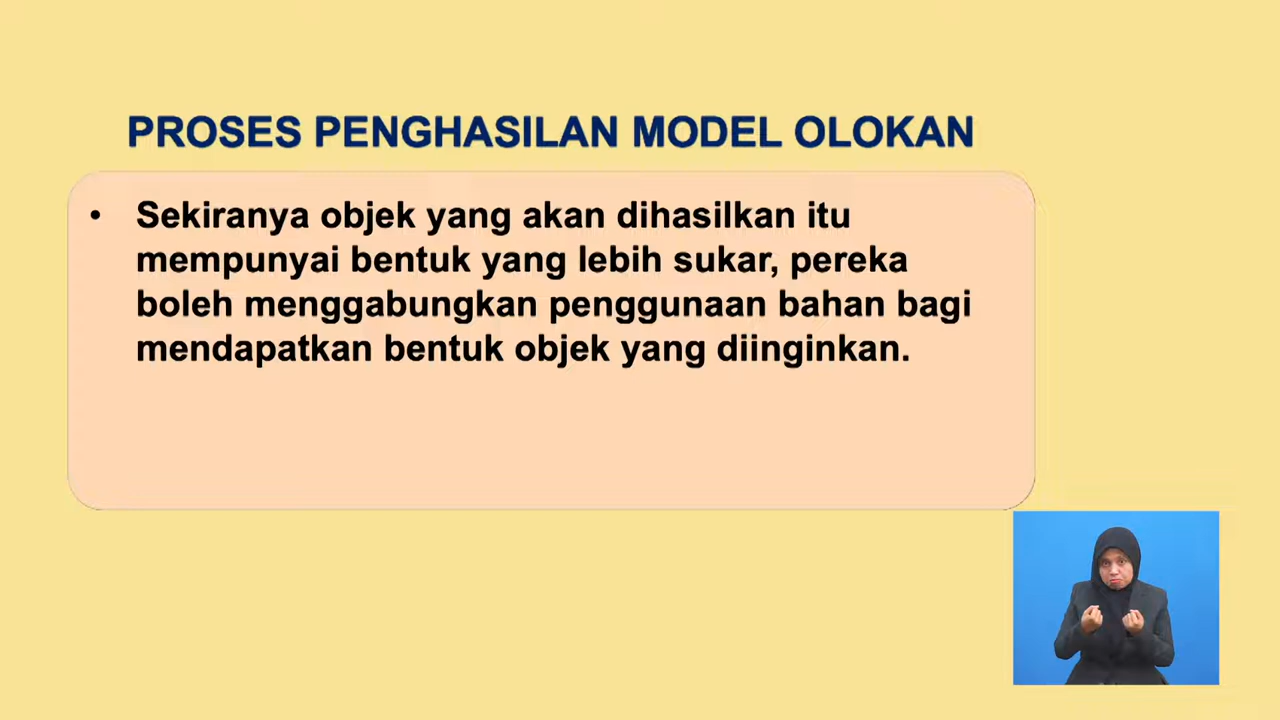 PROSES PENGHASILAN MODEL OLOKAN
• Sekiranya objek yang akan dihasilkan itu
mempunyai bentuk yang lebih sukar, pereka
boleh menggabungkan penggunaan bahan bagi
mendapatkan bentuk objek yang diinginkan.